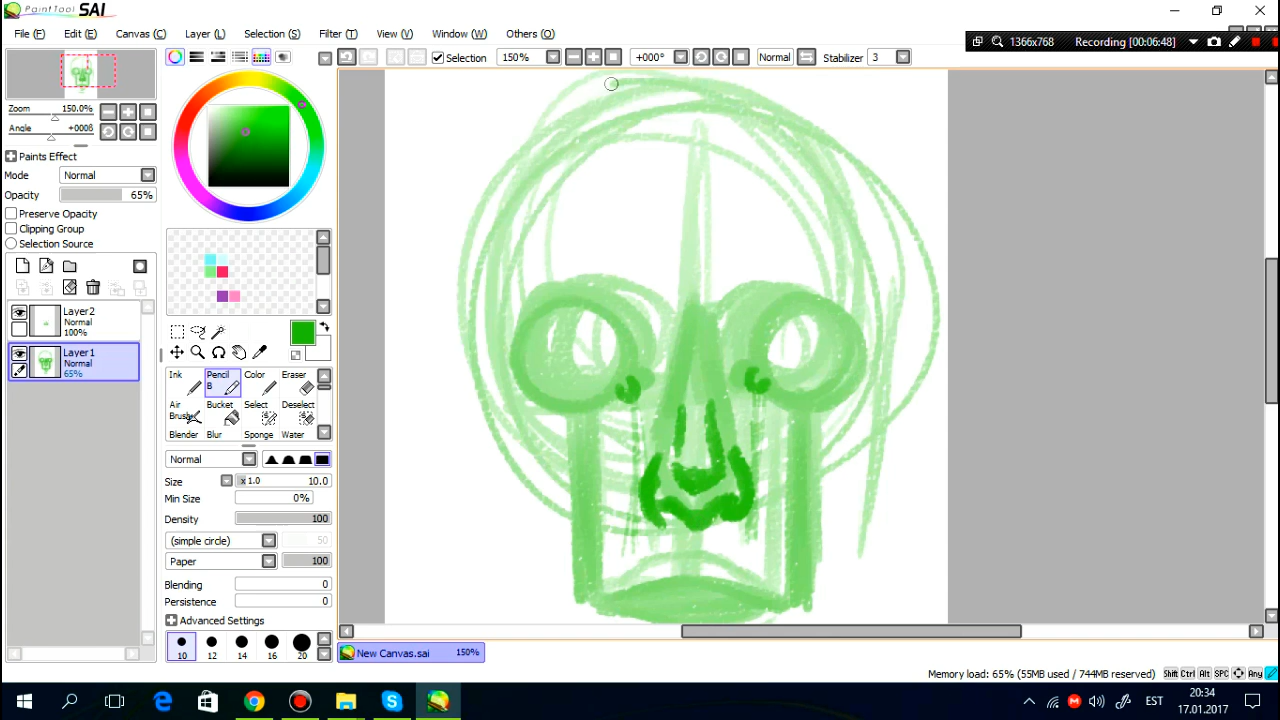 PaintTool SAI
File (F) Edit (E) Canvas (C) Layer (L) Selection (S) Filter (T) View (V) Window (W) Others (O)
1366x768 Recording [00:06:48]
Selection 150% +000° Normal Stabilizer 3
Zoom 150.0%
Angle +000ß
Paints Effect
Mode Normal
Opacity 65%
Preserve Opacity
Clipping Group
Selection Source
Layer2
Normal
100%
Layer1
Normal
65%
Ink Pencil Color Eraser
B
Air Brush Bucket Select Deselect
Blender Blur Sponge Water
Normal
Size x 1.0 10.0
Min Size 0%
Density 100
(simple circle) 50
Paper 100
Blending 0
Persistence 0
Advanced Settings
10 12 14 16 20
New Canvas.sai 150%
Memory load: 65% (55MB used / 744MB reserved) Shift Ctrl Alt SPC Any
EST 20:34
17.01.2017